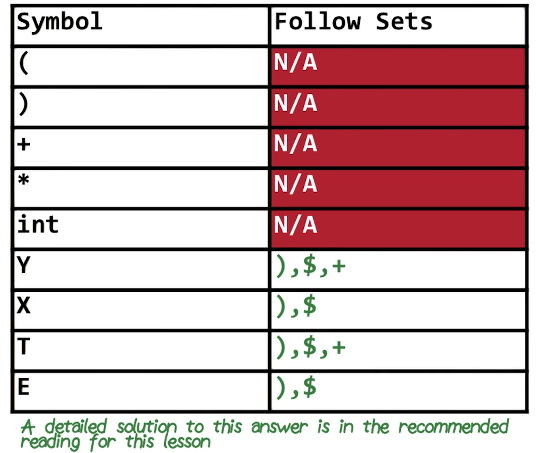 Symbol Follow Sets
( N/A
) N/A
+ N/A
* N/A
int N/A
Y ),$,+
X ),$
T ),$,+
E ),$
A detailed solution to this answer is in the recommended
reading for this lesson